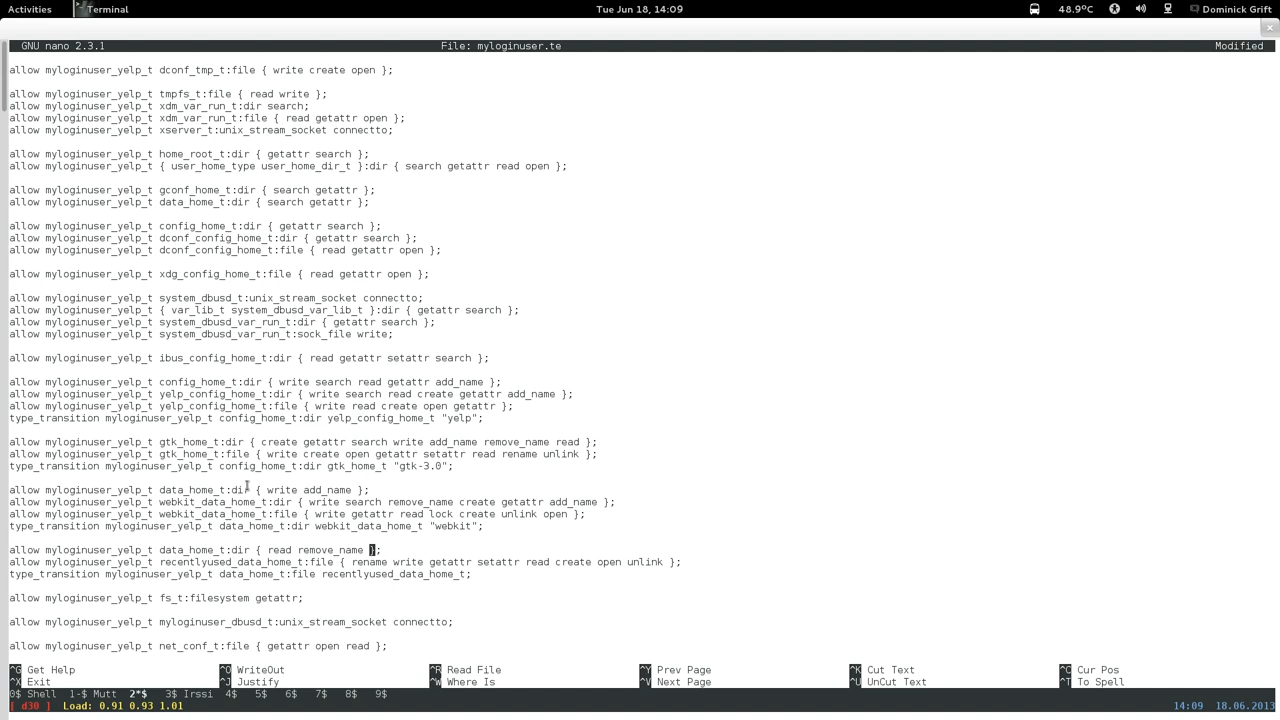 Activities Terminal Tue Jun 18, 14:09 48.9°C Dominick Grift
GNU nano 2.3.1 File: myloginuser.te Modified
allow myloginuser_yelp_t dconf_tmp_t:file { write create open };
allow myloginuser_yelp_t tmpfs_t:file { read write };
allow myloginuser_yelp_t xdm_var_run_t:dir search;
allow myloginuser_yelp_t xdm_var_run_t:file { read getattr open };
allow myloginuser_yelp_t xserver_t:unix_stream_socket connectto;
allow myloginuser_yelp_t home_root_t:dir { getattr search };
allow myloginuser_yelp_t { user_home_type user_home_dir_t }:dir { search getattr read open };
allow myloginuser_yelp_t gconf_home_t:dir { search getattr };
allow myloginuser_yelp_t data_home_t:dir { search getattr };
allow myloginuser_yelp_t config_home_t:dir { getattr search };
allow myloginuser_yelp_t dconf_config_home_t:dir { getattr search };
allow myloginuser_yelp_t dconf_config_home_t:file { read getattr open };
allow myloginuser_yelp_t xdg_config_home_t:file { read getattr open };
allow myloginuser_yelp_t system_dbusd_t:unix_stream_socket connectto;
allow myloginuser_yelp_t { var_lib_t system_dbusd_var_lib_t }:dir { getattr search };
allow myloginuser_yelp_t system_dbusd_var_run_t:dir { getattr search };
allow myloginuser_yelp_t system_dbusd_var_run_t:sock_file write;
allow myloginuser_yelp_t ibus_config_home_t:dir { read getattr setattr search };
allow myloginuser_yelp_t config_home_t:dir { write search read getattr add_name };
allow myloginuser_yelp_t yelp_config_home_t:dir { write search read create getattr add_name };
allow myloginuser_yelp_t yelp_config_home_t:file { write read create open getattr };
type_transition myloginuser_yelp_t config_home_t:dir yelp_config_home_t "yelp";
allow myloginuser_yelp_t gtk_home_t:dir { create getattr search write add_name remove_name read };
allow myloginuser_yelp_t gtk_home_t:file { write create open getattr setattr read rename unlink };
type_transition myloginuser_yelp_t config_home_t:dir gtk_home_t "gtk-3.0";
allow myloginuser_yelp_t data_home_t:dir { write add_name };
allow myloginuser_yelp_t webkit_data_home_t:dir { write search remove_name create getattr add_name };
allow myloginuser_yelp_t webkit_data_home_t:file { write getattr read lock create unlink open };
type_transition myloginuser_yelp_t data_home_t:dir webkit_data_home_t "webkit";
allow myloginuser_yelp_t data_home_t:dir { read remove_name };
allow myloginuser_yelp_t recentlyused_data_home_t:file { rename write getattr setattr read create open unlink };
type_transition myloginuser_yelp_t data_home_t:file recentlyused_data_home_t;
allow myloginuser_yelp_t fs_t:filesystem getattr;
allow myloginuser_yelp_t myloginuser_dbusd_t:unix_stream_socket connectto;
allow myloginuser_yelp_t net_conf_t:file { getattr open read };
^G Get Help ^O WriteOut ^R Read File ^Y Prev Page ^K Cut Text ^C Cur Pos
^X Exit ^J Justify ^W Where Is ^V Next Page ^U UnCut Text ^T To Spell
0$ Shell 1-$ Mutt 2*$ 3$ Irssi 4$ 5$ 6$ 7$ 8$ 9$
[ d30 ] Load: 0.91 0.93 1.01 14:09 18.06.2013